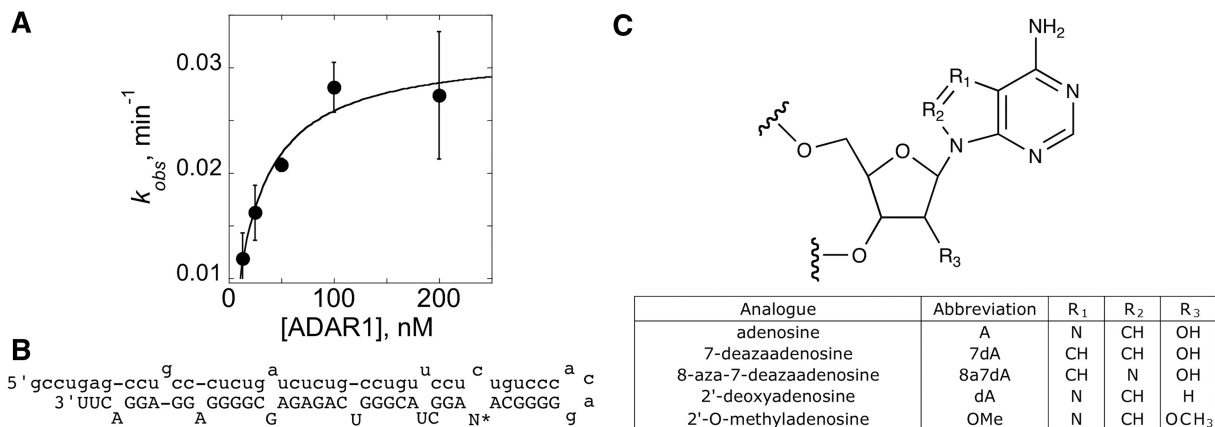 A
0.03
0.02
0.01
k_obs, min⁻¹
0 100 200
[ADAR1], nM
B
g a u c a
5'gccugag-ccu cc-cucug ucucug-ccugu ccu uguccc c
3'UUC GGA-GG GGGGC AGAGAC GGGCA GGA ACGGGG a
A A G U UC N* g
C
NH₂
R₁
N
R₂
N
N
O
O
O
R₃
Analogue Abbreviation R₁ R₂ R₃
adenosine A N CH OH
7-deazaadenosine 7dA CH CH OH
8-aza-7-deazaadenosine 8a7dA CH N OH
2'-deoxyadenosine dA N CH H
2'-O-methyladenosine OMe N CH OCH₃